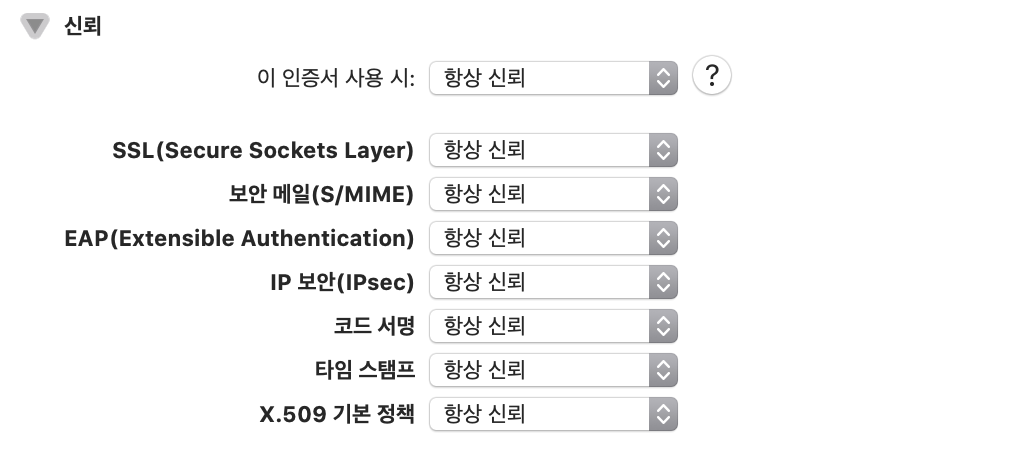 신뢰
이 인증서 사용 시: 항상 신뢰 ?
SSL(Secure Sockets Layer) 항상 신뢰
보안 메일(S/MIME) 항상 신뢰
EAP(Extensible Authentication) 항상 신뢰
IP 보안(IPsec) 항상 신뢰
코드 서명 항상 신뢰
타임 스탬프 항상 신뢰
X.509 기본 정책 항상 신뢰